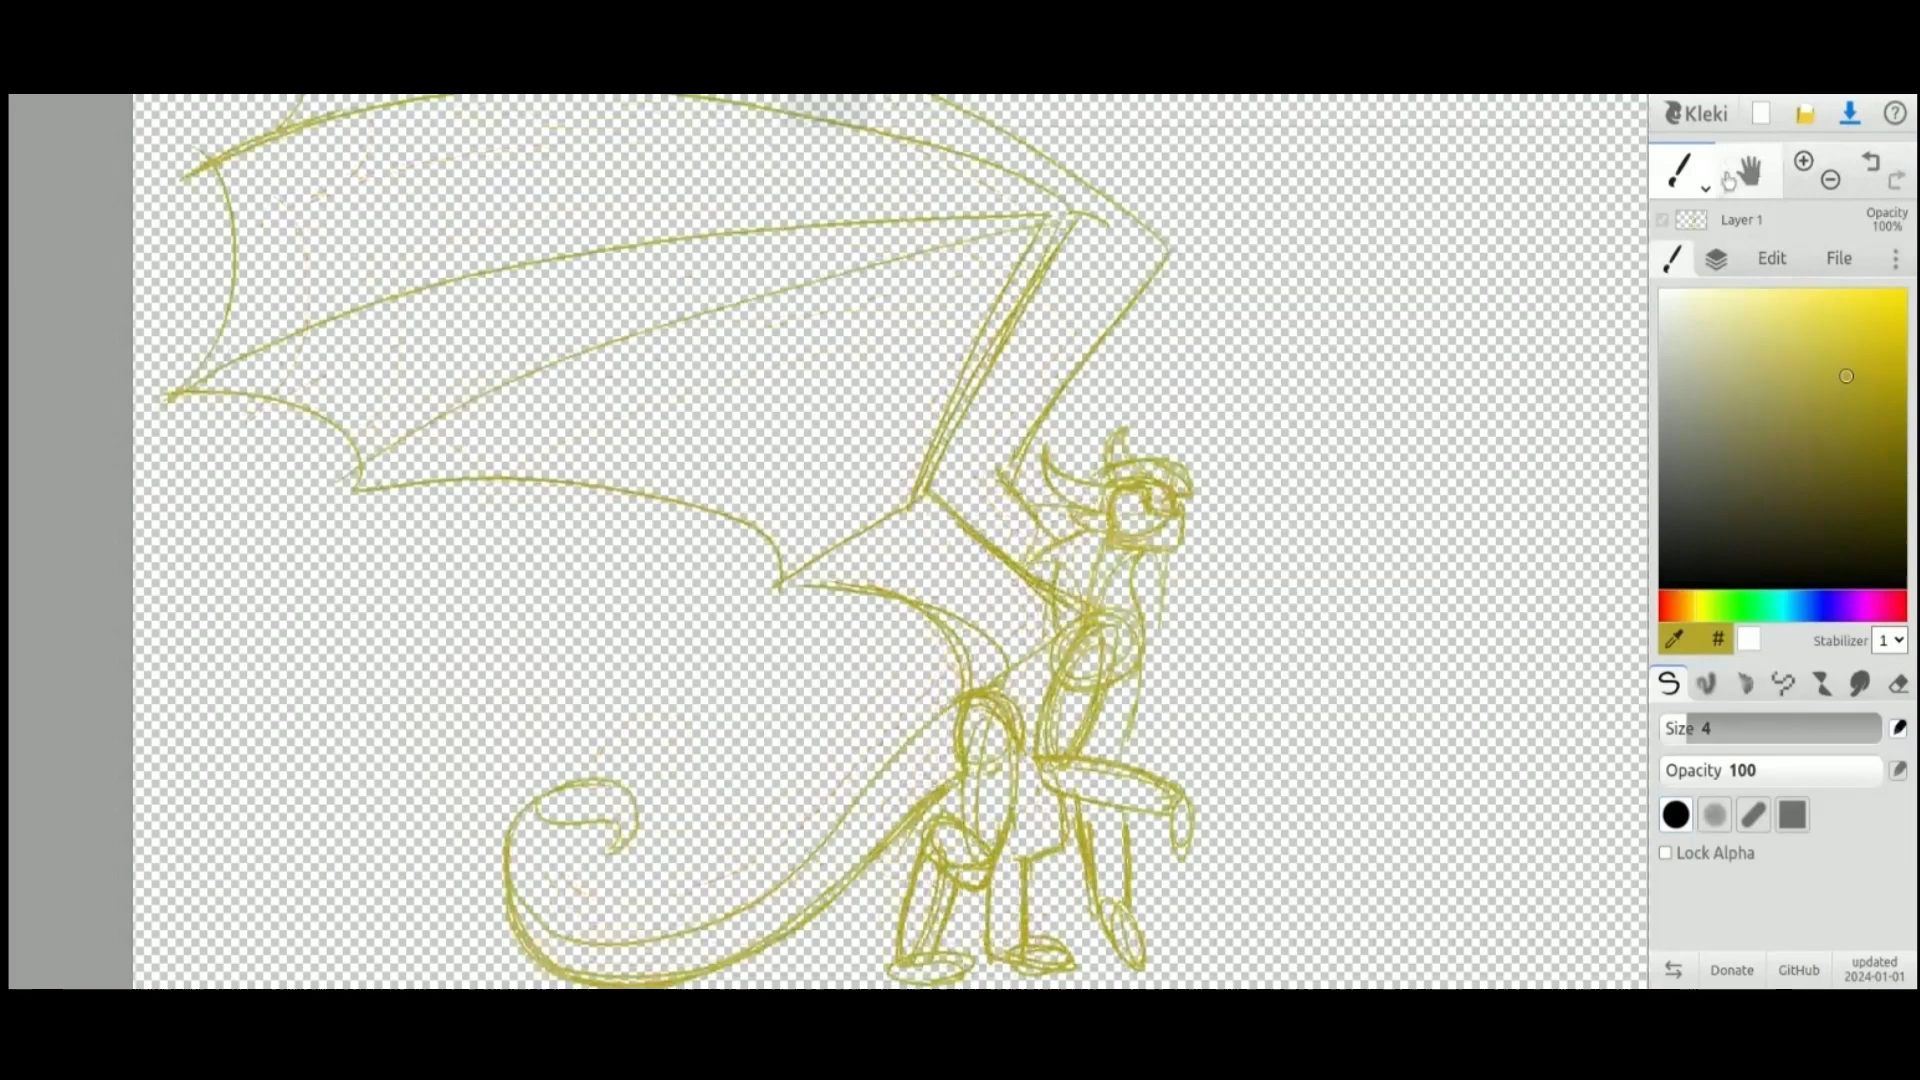 Kleki
Layer 1
Opacity
100%
Edit
File
#
Stabilizer 1
Size 4
Opacity 100
Lock Alpha
Donate
GitHub
updated
2024-01-01